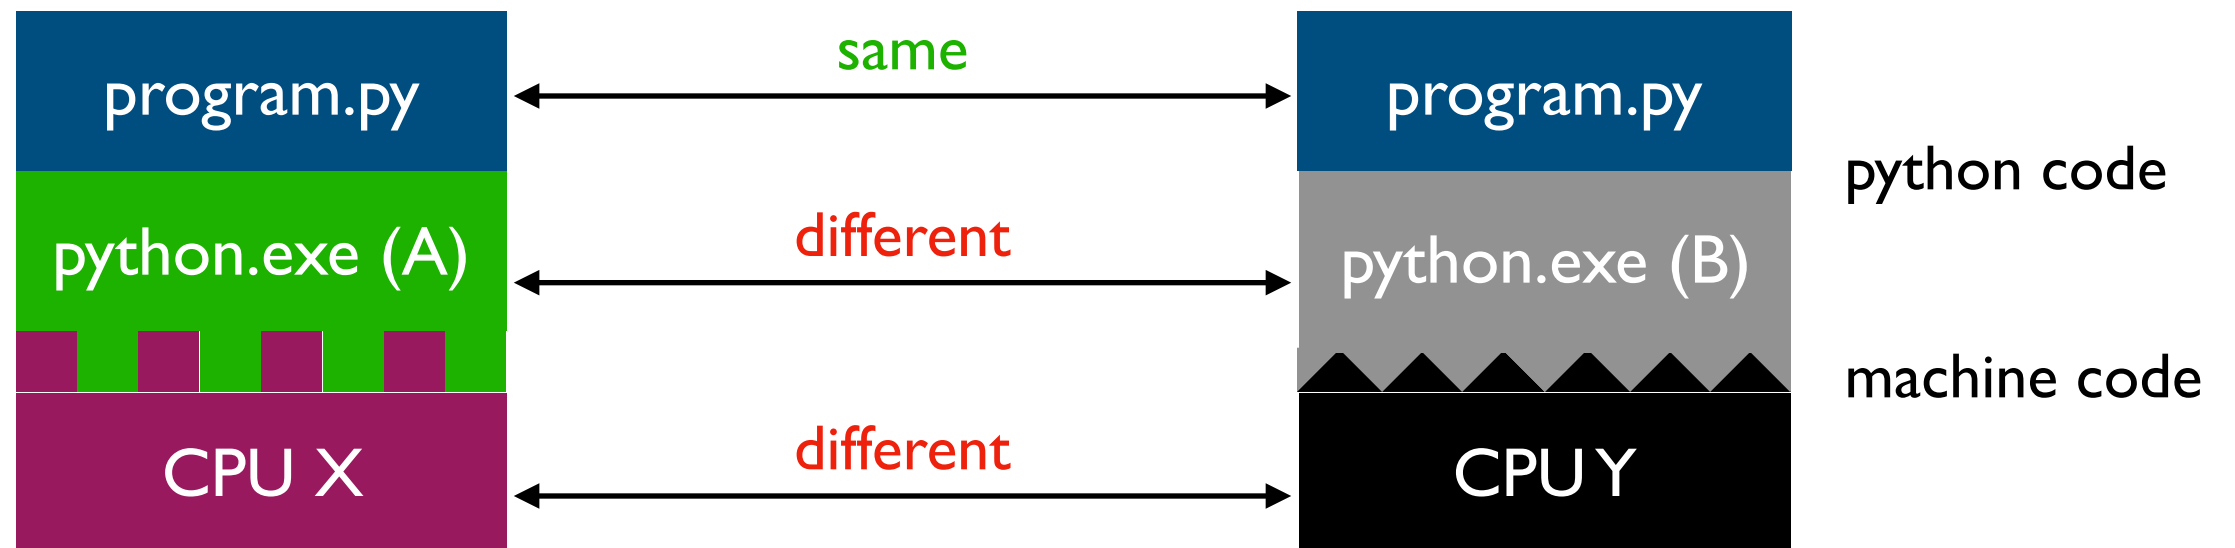 program.py
same
program.py
python code
python.exe (A)
different
python.exe (B)
machine code
CPU X
different
CPU Y